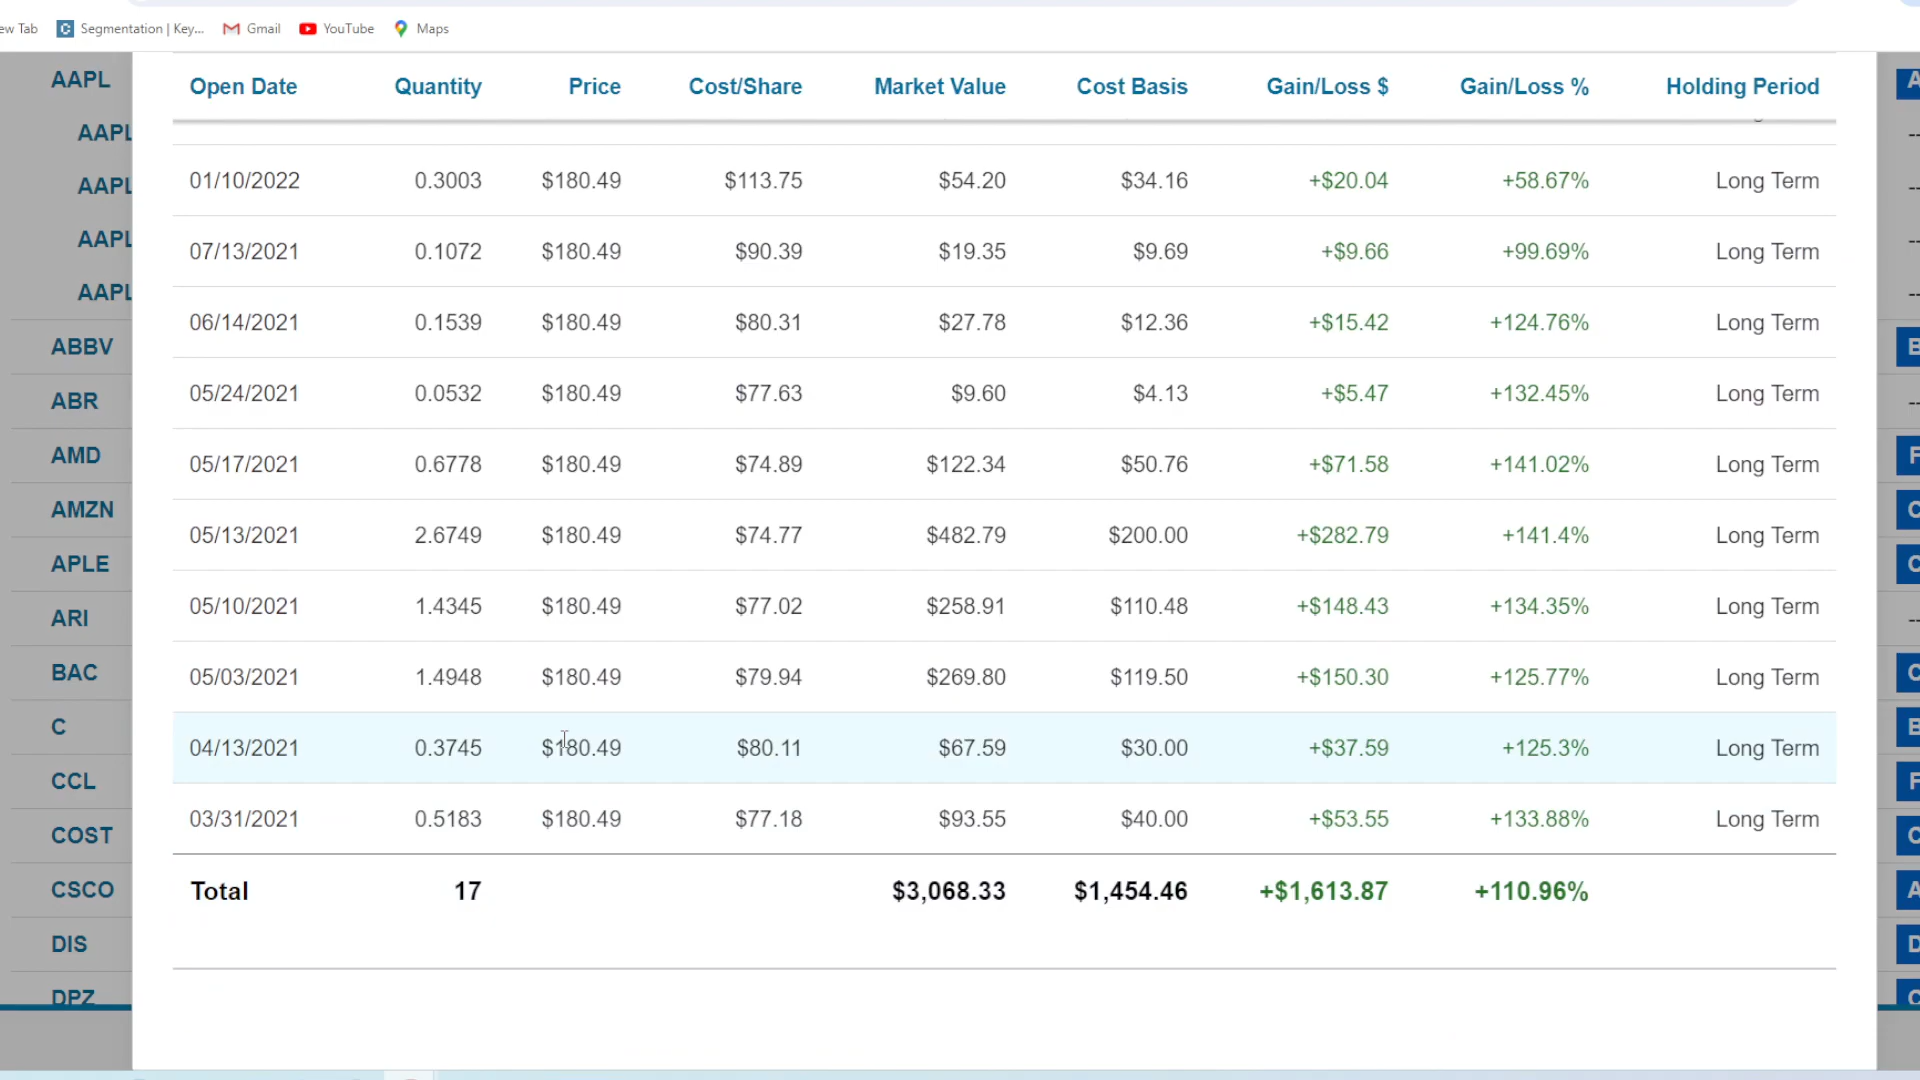 ew Tab Segmentation | Key... Gmail YouTube Maps
Open Date Quantity Price Cost/Share Market Value Cost Basis Gain/Loss $ Gain/Loss % Holding Period
01/10/2022 0.3003 $180.49 $113.75 $54.20 $34.16 +$20.04 +58.67% Long Term
07/13/2021 0.1072 $180.49 $90.39 $19.35 $9.69 +$9.66 +99.69% Long Term
06/14/2021 0.1539 $180.49 $80.31 $27.78 $12.36 +$15.42 +124.76% Long Term
05/24/2021 0.0532 $180.49 $77.63 $9.60 $4.13 +$5.47 +132.45% Long Term
05/17/2021 0.6778 $180.49 $74.89 $122.34 $50.76 +$71.58 +141.02% Long Term
05/13/2021 2.6749 $180.49 $74.77 $482.79 $200.00 +$282.79 +141.4% Long Term
05/10/2021 1.4345 $180.49 $77.02 $258.91 $110.48 +$148.43 +134.35% Long Term
05/03/2021 1.4948 $180.49 $79.94 $269.80 $119.50 +$150.30 +125.77% Long Term
04/13/2021 0.3745 $180.49 $80.11 $67.59 $30.00 +$37.59 +125.3% Long Term
03/31/2021 0.5183 $180.49 $77.18 $93.55 $40.00 +$53.55 +133.88% Long Term
Total 17 $3,068.33 $1,454.46 +$1,613.87 +110.96%
AAPL
AAPL
AAPL
AAPL
AAPL
ABBV
ABR
AMD
AMZN
APLE
ARI
BAC
C
CCL
COST
CSCO
DIS
DPZ